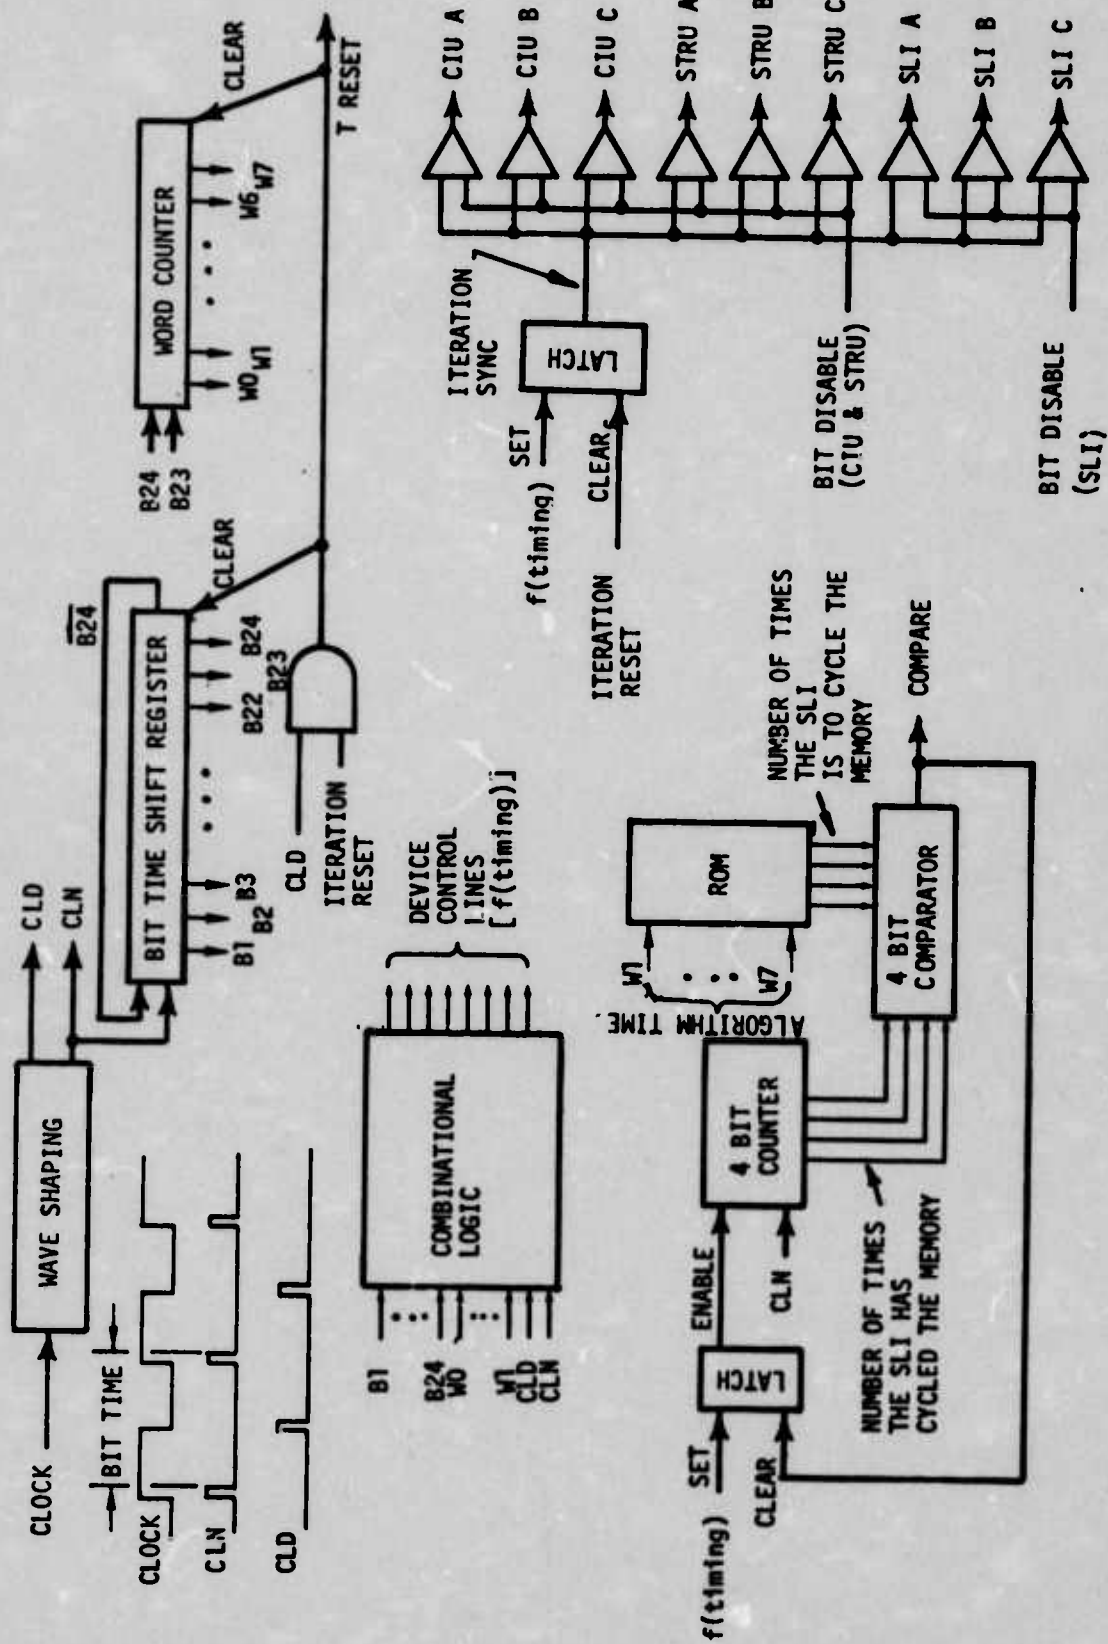 CLOCK
WAVE SHAPING
CLD
CLN
BIT TIME
CLOCK
CLN
CLD
B24
BIT TIME SHIFT REGISTER
CLEAR
B1
B2
B3
B22
B23
B24
CLD
ITERATION
RESET
B24
B23
WORD COUNTER
CLEAR
W0
W1
W6
W7
T RESET
B1
B24
W0
W1
CLD
CLN
COMBINATIONAL
LOGIC
DEVICE
CONTROL
LINES
[f(timing)]
f(timing)
SET
CLEAR
LATCH
ENABLE
CLN
4 BIT
COUNTER
NUMBER OF TIMES
THE SLI HAS
CYCLED THE MEMORY
ALGORITHM TIME
W1
W7
ROM
NUMBER OF TIMES
THE SLI
IS TO CYCLE THE
MEMORY
4 BIT
COMPARATOR
COMPARE
f(timing)
SET
CLEAR
ITERATION
RESET
LATCH
ITERATION
SYNC
BIT DISABLE
(CIU & STRU)
BIT DISABLE
(SLI)
CIU A
CIU B
CIU C
STRU A
STRU B
STRU C
SLI A
SLI B
SLI C